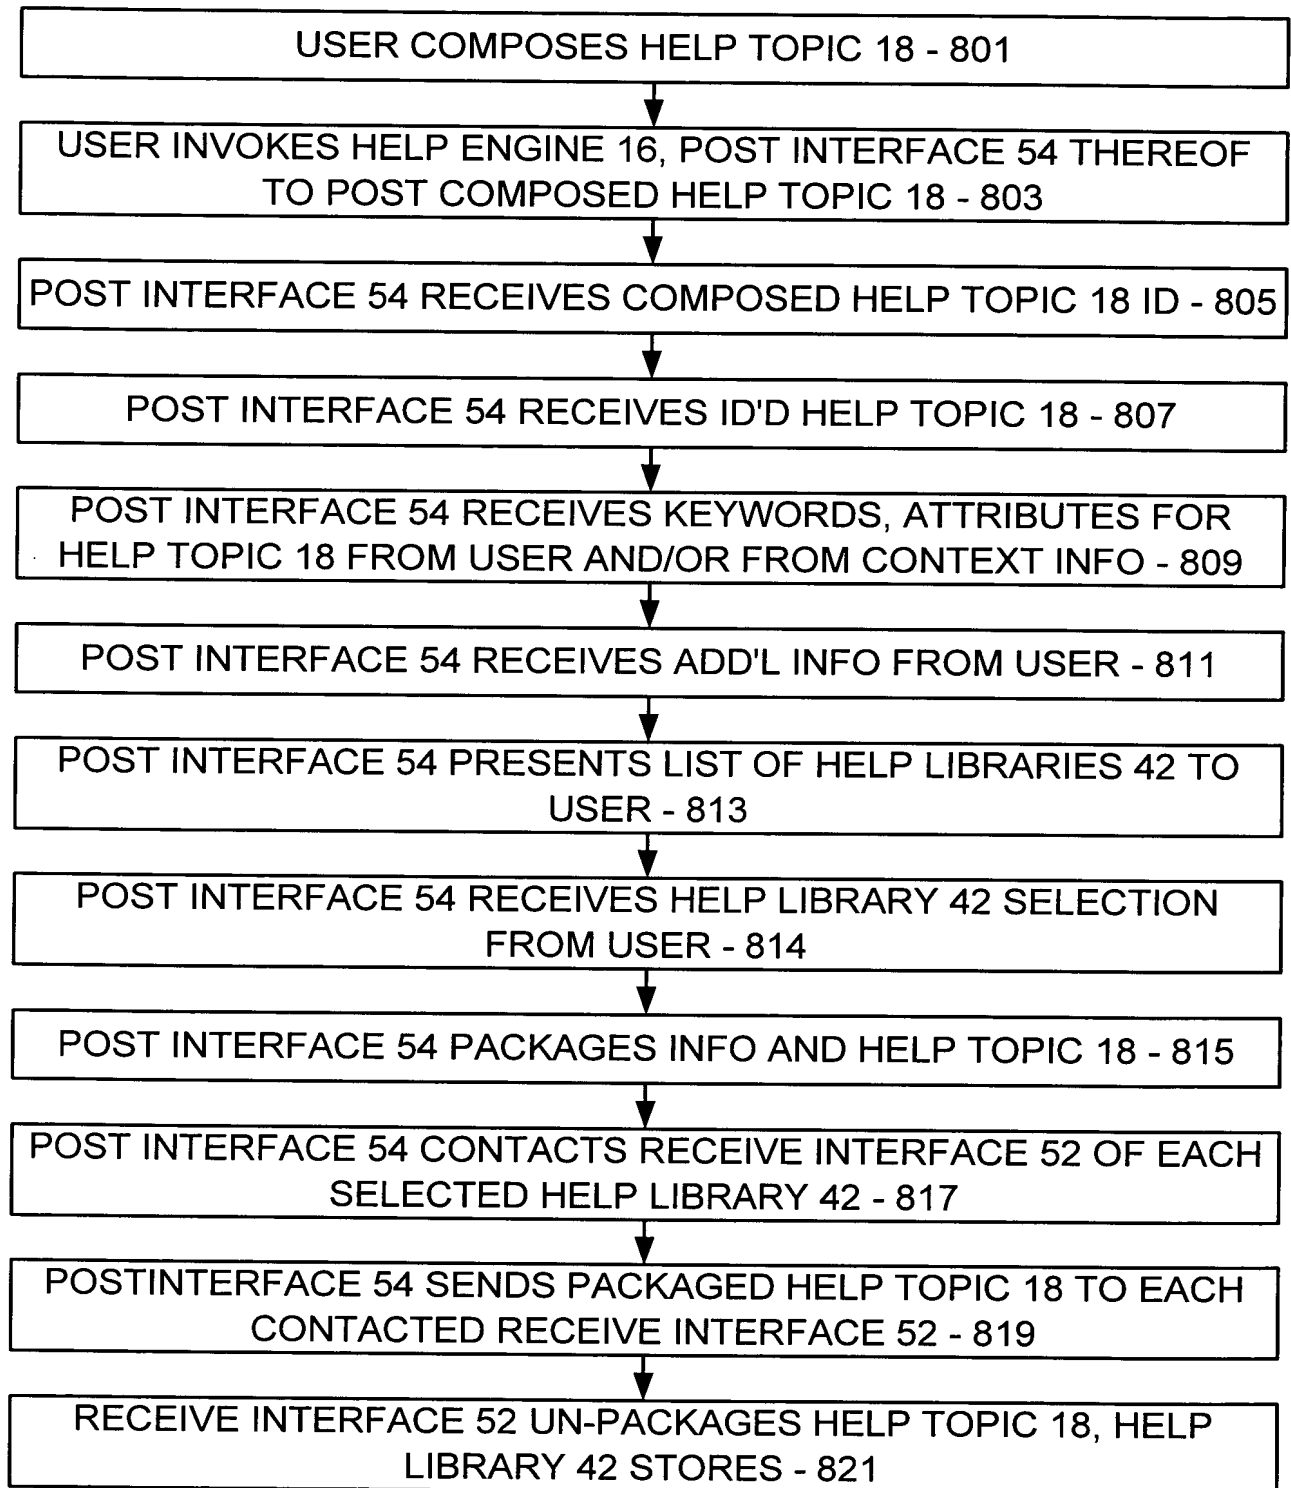 USER COMPOSES HELP TOPIC 18 - 801
USER INVOKES HELP ENGINE 16, POST INTERFACE 54 THEREOF
TO POST COMPOSED HELP TOPIC 18 - 803
POST INTERFACE 54 RECEIVES COMPOSED HELP TOPIC 18 ID - 805
POST INTERFACE 54 RECEIVES ID'D HELP TOPIC 18 - 807
POST INTERFACE 54 RECEIVES KEYWORDS, ATTRIBUTES FOR
HELP TOPIC 18 FROM USER AND/OR FROM CONTEXT INFO - 809
POST INTERFACE 54 RECEIVES ADD'L INFO FROM USER - 811
POST INTERFACE 54 PRESENTS LIST OF HELP LIBRARIES 42 TO
USER - 813
POST INTERFACE 54 RECEIVES HELP LIBRARY 42 SELECTION
FROM USER - 814
POST INTERFACE 54 PACKAGES INFO AND HELP TOPIC 18 - 815
POST INTERFACE 54 CONTACTS RECEIVE INTERFACE 52 OF EACH
SELECTED HELP LIBRARY 42 - 817
POSTINTERFACE 54 SENDS PACKAGED HELP TOPIC 18 TO EACH
CONTACTED RECEIVE INTERFACE 52 - 819
RECEIVE INTERFACE 52 UN-PACKAGES HELP TOPIC 18, HELP
LIBRARY 42 STORES - 821